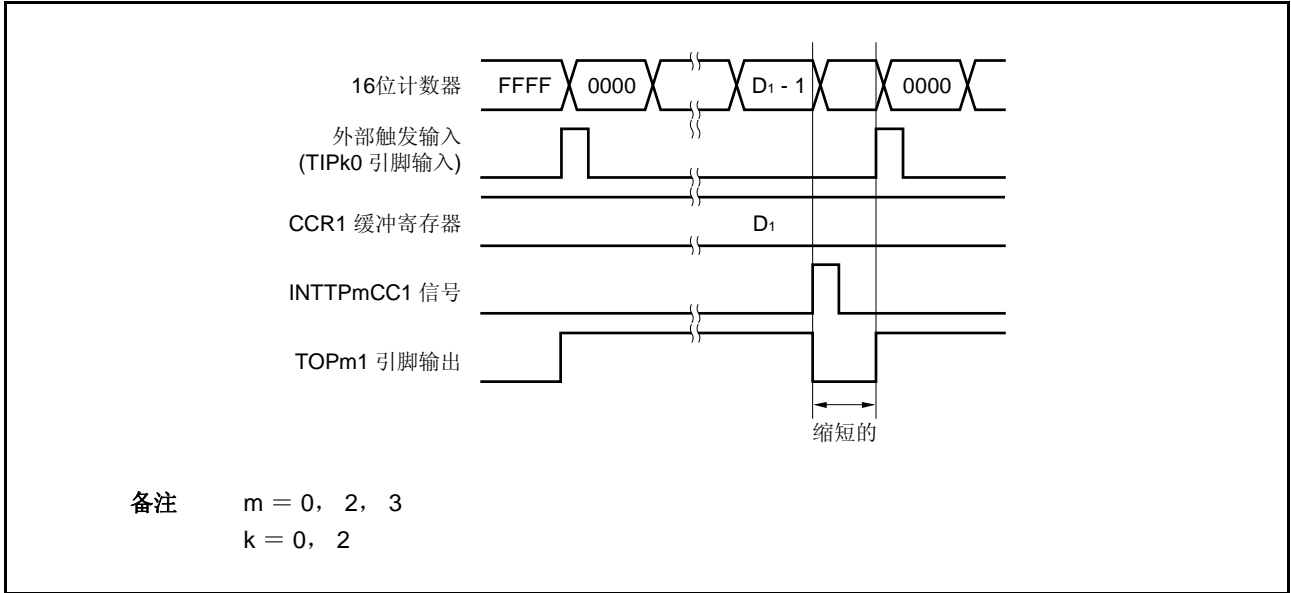 16位计数器 FFFF 0000 D₁ - 1 0000
外部触发输入
(TIPk0 引脚输入)
CCR1 缓冲寄存器 D₁
INTTPmCC1 信号
TOPm1 引脚输出
缩短的
备注 m = 0, 2, 3
k = 0, 2